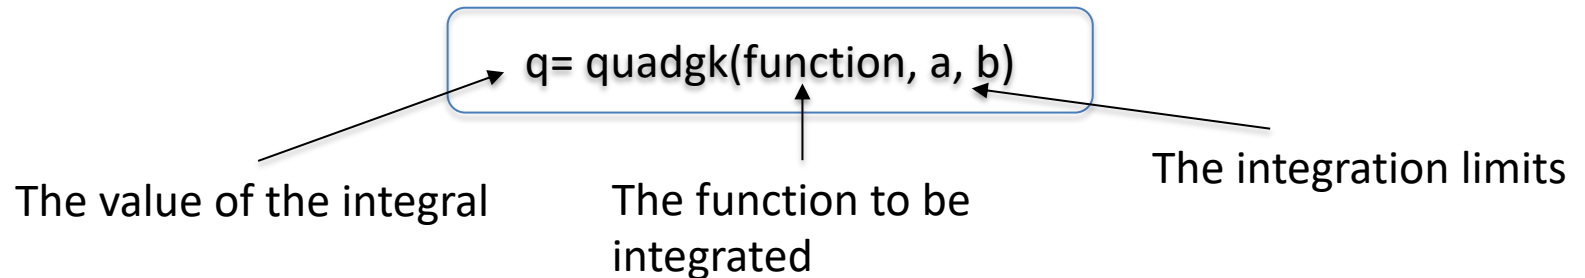 q= quadgk(function, a, b)
The value of the integral
The function to be
integrated
The integration limits